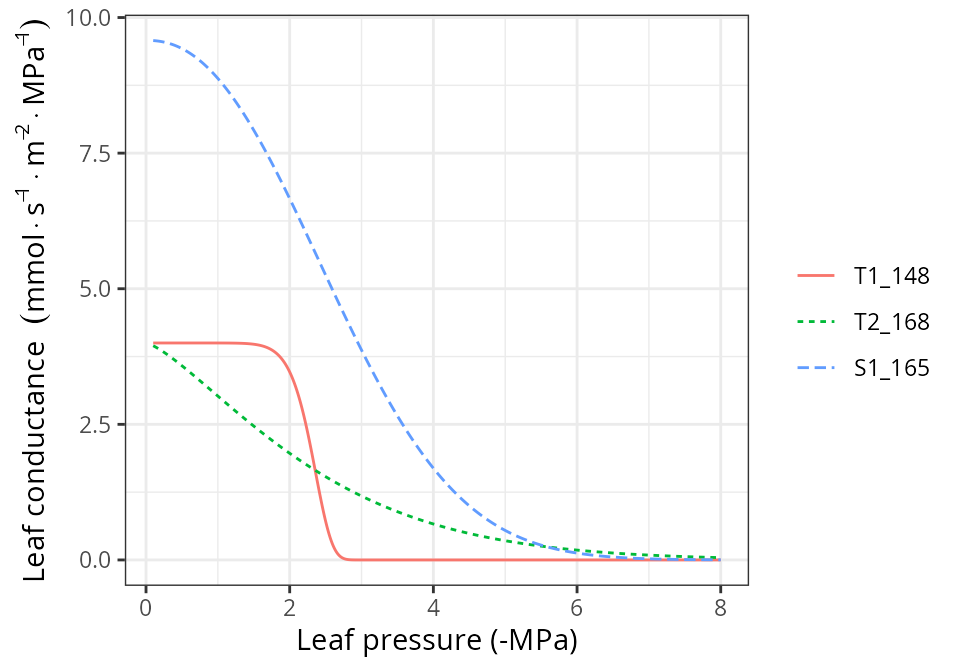 Leaf conductance (mmol · s⁻¹ · m⁻² · MPa⁻¹)
10.0
7.5
5.0
2.5
0.0
0 2 4 6 8
Leaf pressure (-MPa)
T1_148
T2_168
S1_165